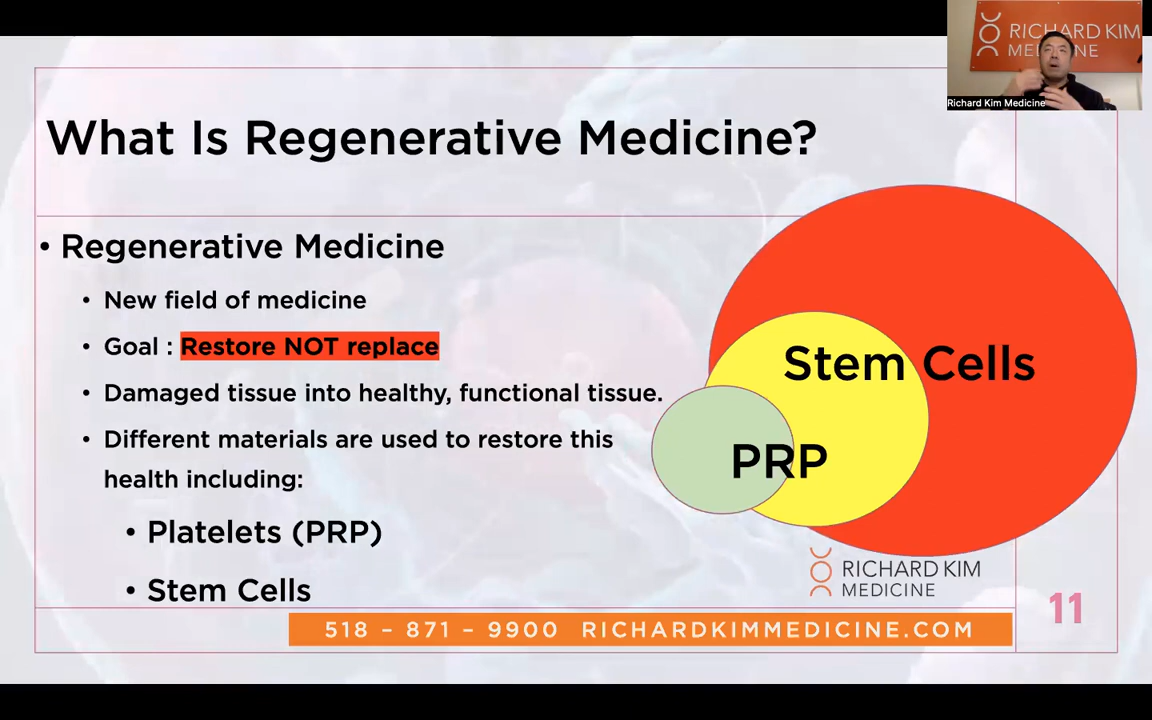 RICHARD KIM
MEDICINE
Richard Kim Medicine
What Is Regenerative Medicine?
• Regenerative Medicine
• New field of medicine
• Goal : Restore NOT replace
• Damaged tissue into healthy, functional tissue.
• Different materials are used to restore this
health including:
• Platelets (PRP)
• Stem Cells
Stem Cells
PRP
RICHARD KIM
MEDICINE
11
518 – 871 – 9900 RICHARDKIMMEDICINE.COM